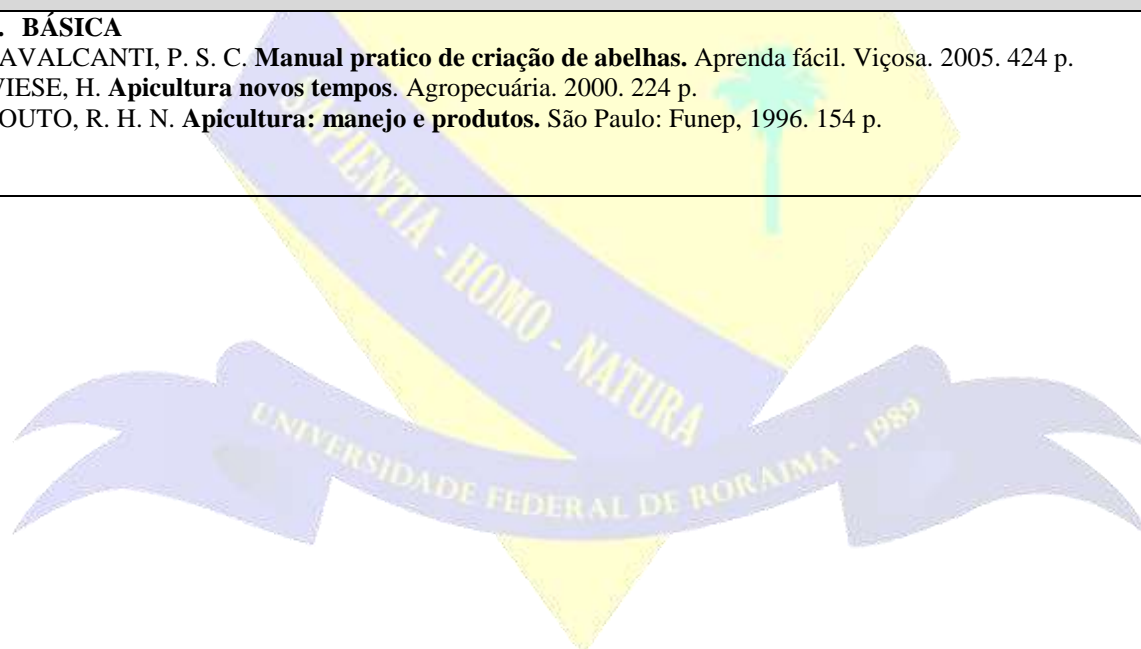 . BÁSICA
AVALCANTI, P. S. C. Manual pratico de criação de abelhas. Aprenda fácil. Viçosa. 2005. 424 p.
IESE, H. Apicultura novos tempos. Agropecuária. 2000. 224 p.
OUTO, R. H. N. Apicultura: manejo e produtos. São Paulo: Funep, 1996. 154 p.
SAPIENTIA - HOMO - NATURA
UNIVERSIDADE FEDERAL DE RORAIMA - 1989